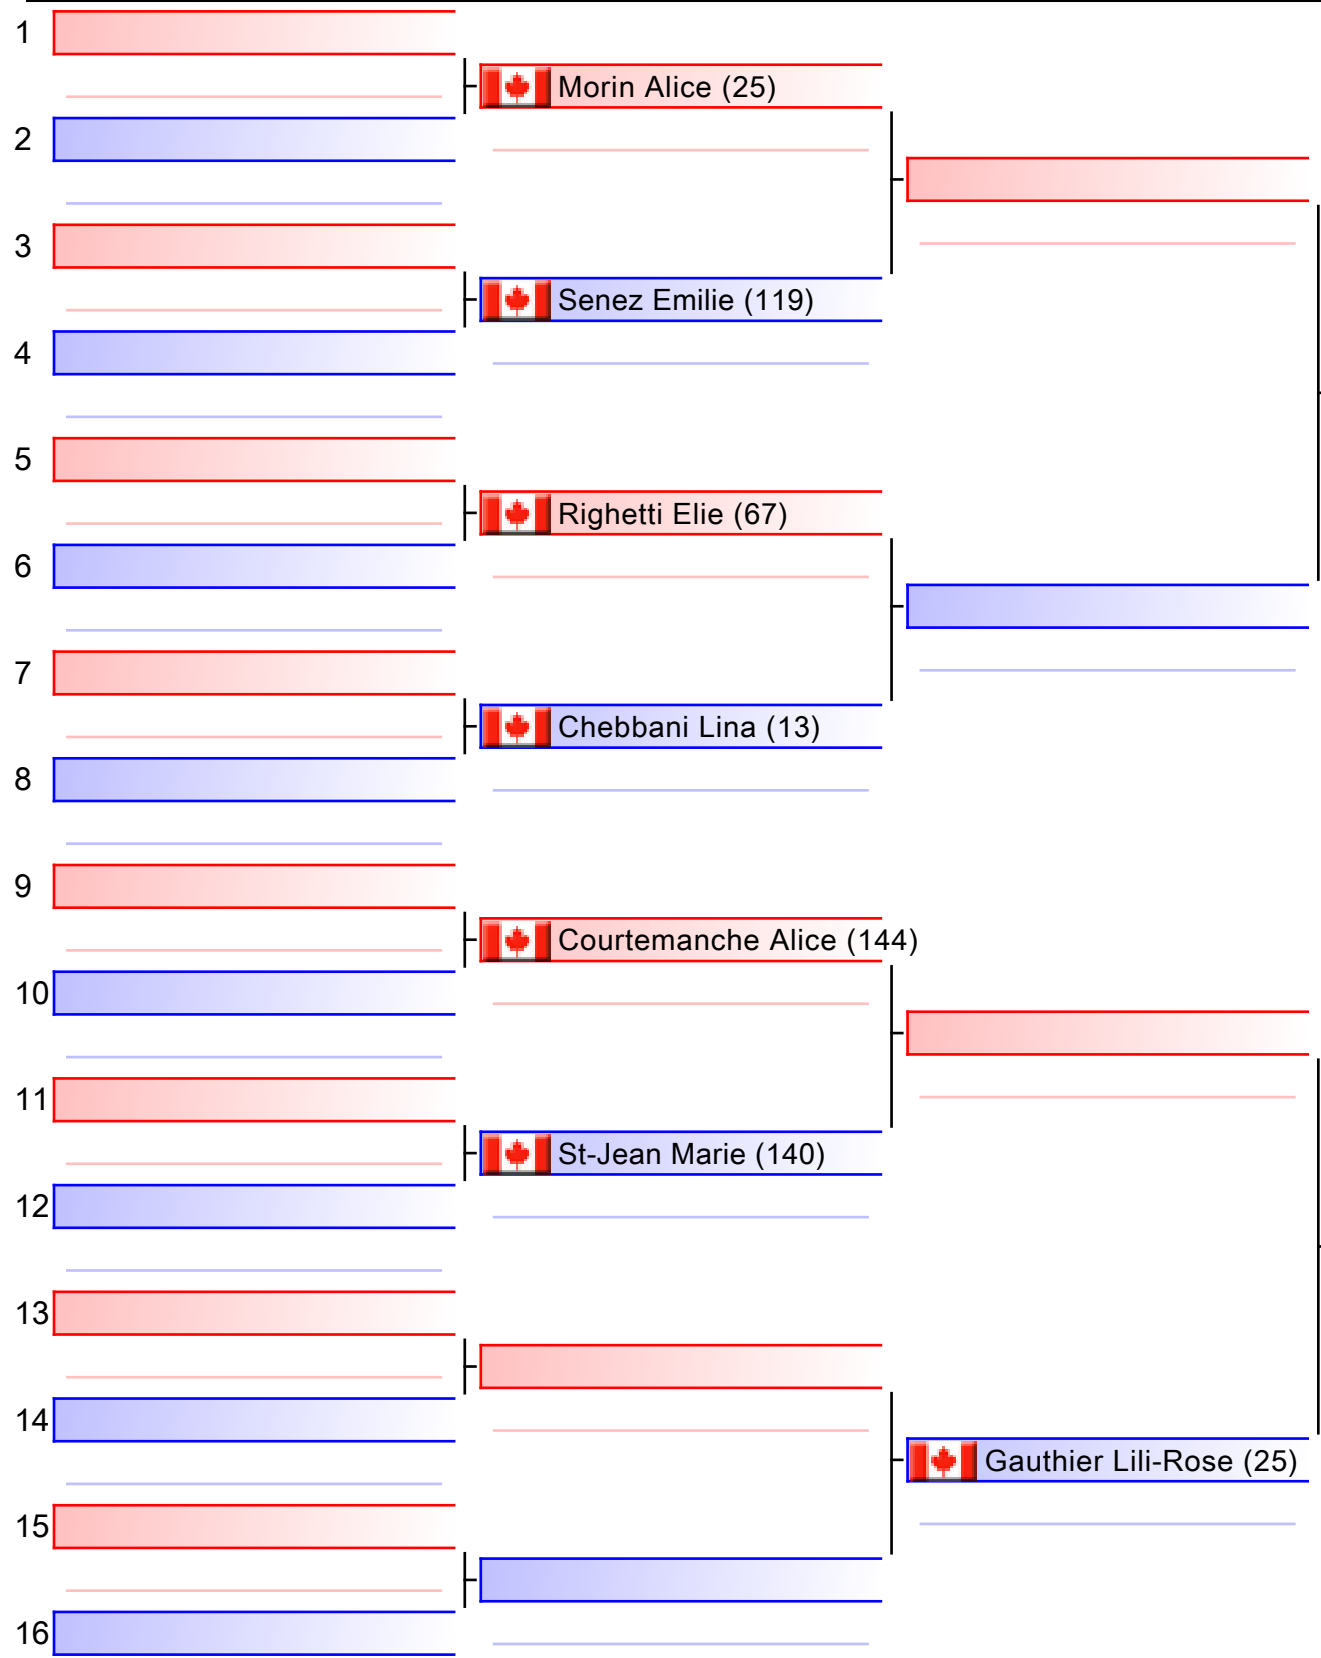 1
Morin Alice (25)
2
3
Senez Emilie (119)
4
5
Righetti Elie (67)
6
7
Chebbani Lina (13)
8
9
Courtemanche Alice (144)
10
11
St-Jean Marie (140)
12
13
14
Gauthier Lili-Rose (25)
15
16